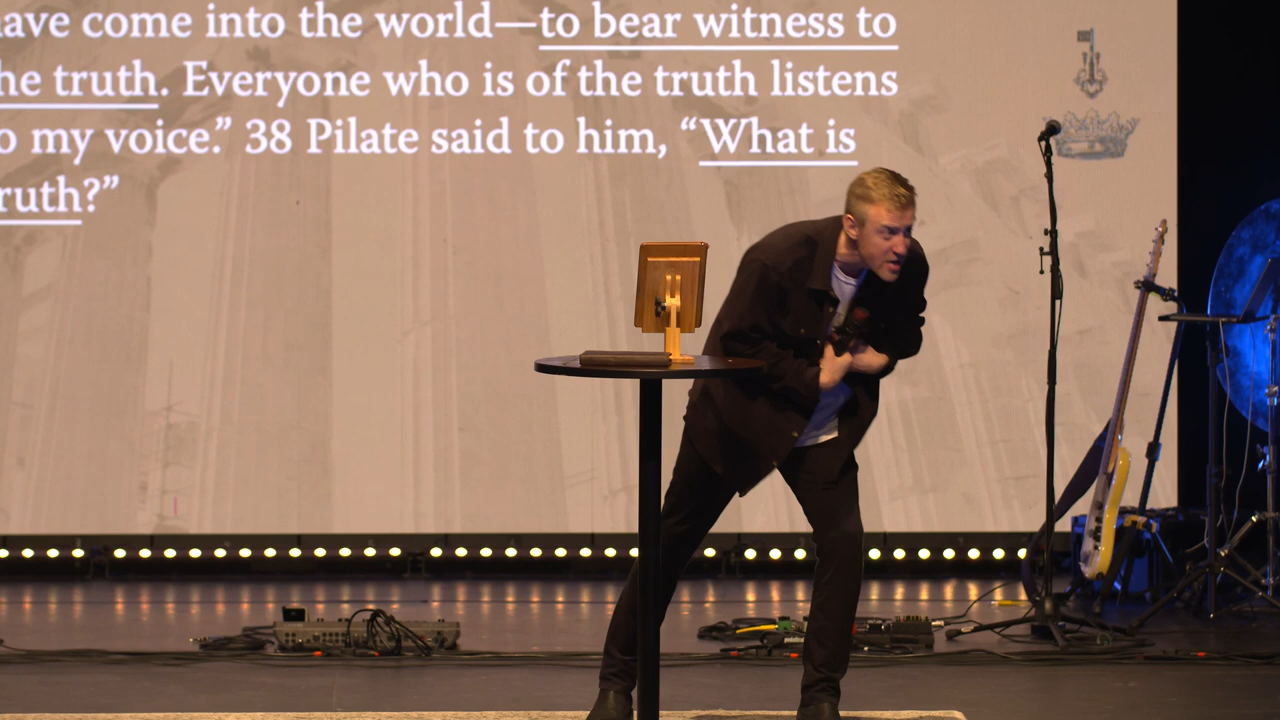 ave come into the world—to bear witness to
he truth. Everyone who is of the truth listens
o my voice.” 38 Pilate said to him, “What is
ruth?”